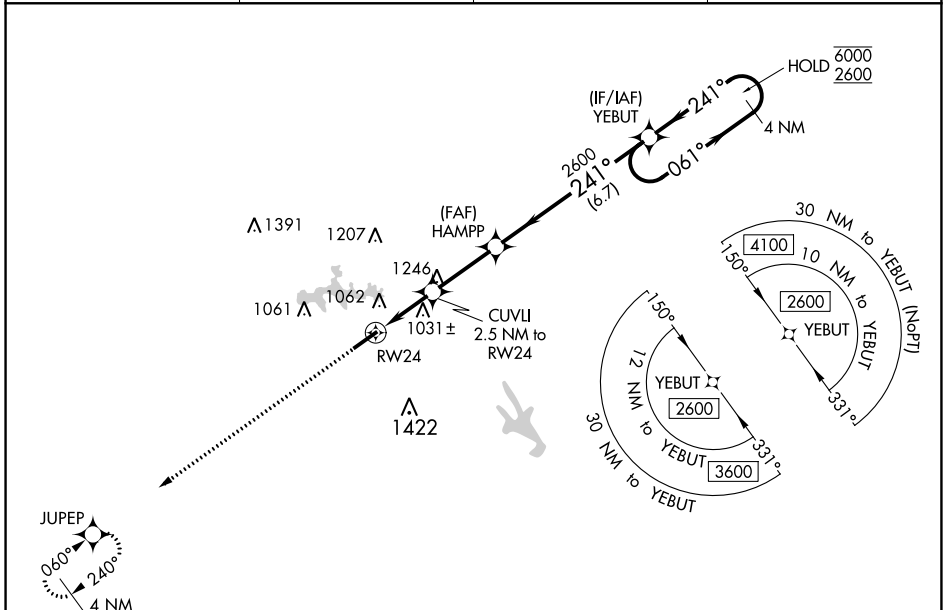 HOLD 6000
2600
4 NM
241°
061°
(IF/IAF)
YEBUT
2600
241°
(6.7)
(FAF)
HAMPP
1391
1207
1246
1061
1062
1031 ±
CUVLI
2.5 NM to
RW24
RW24
1422
30 NM to YEBUT (NoPT)
4100
150°
10 NM to YEBUT
2600
YEBUT
331°
150°
YEBUT
2600
12 NM to YEBUT
331°
3600
30 NM to YEBUT
JUPEP
060°
240°
4 NM